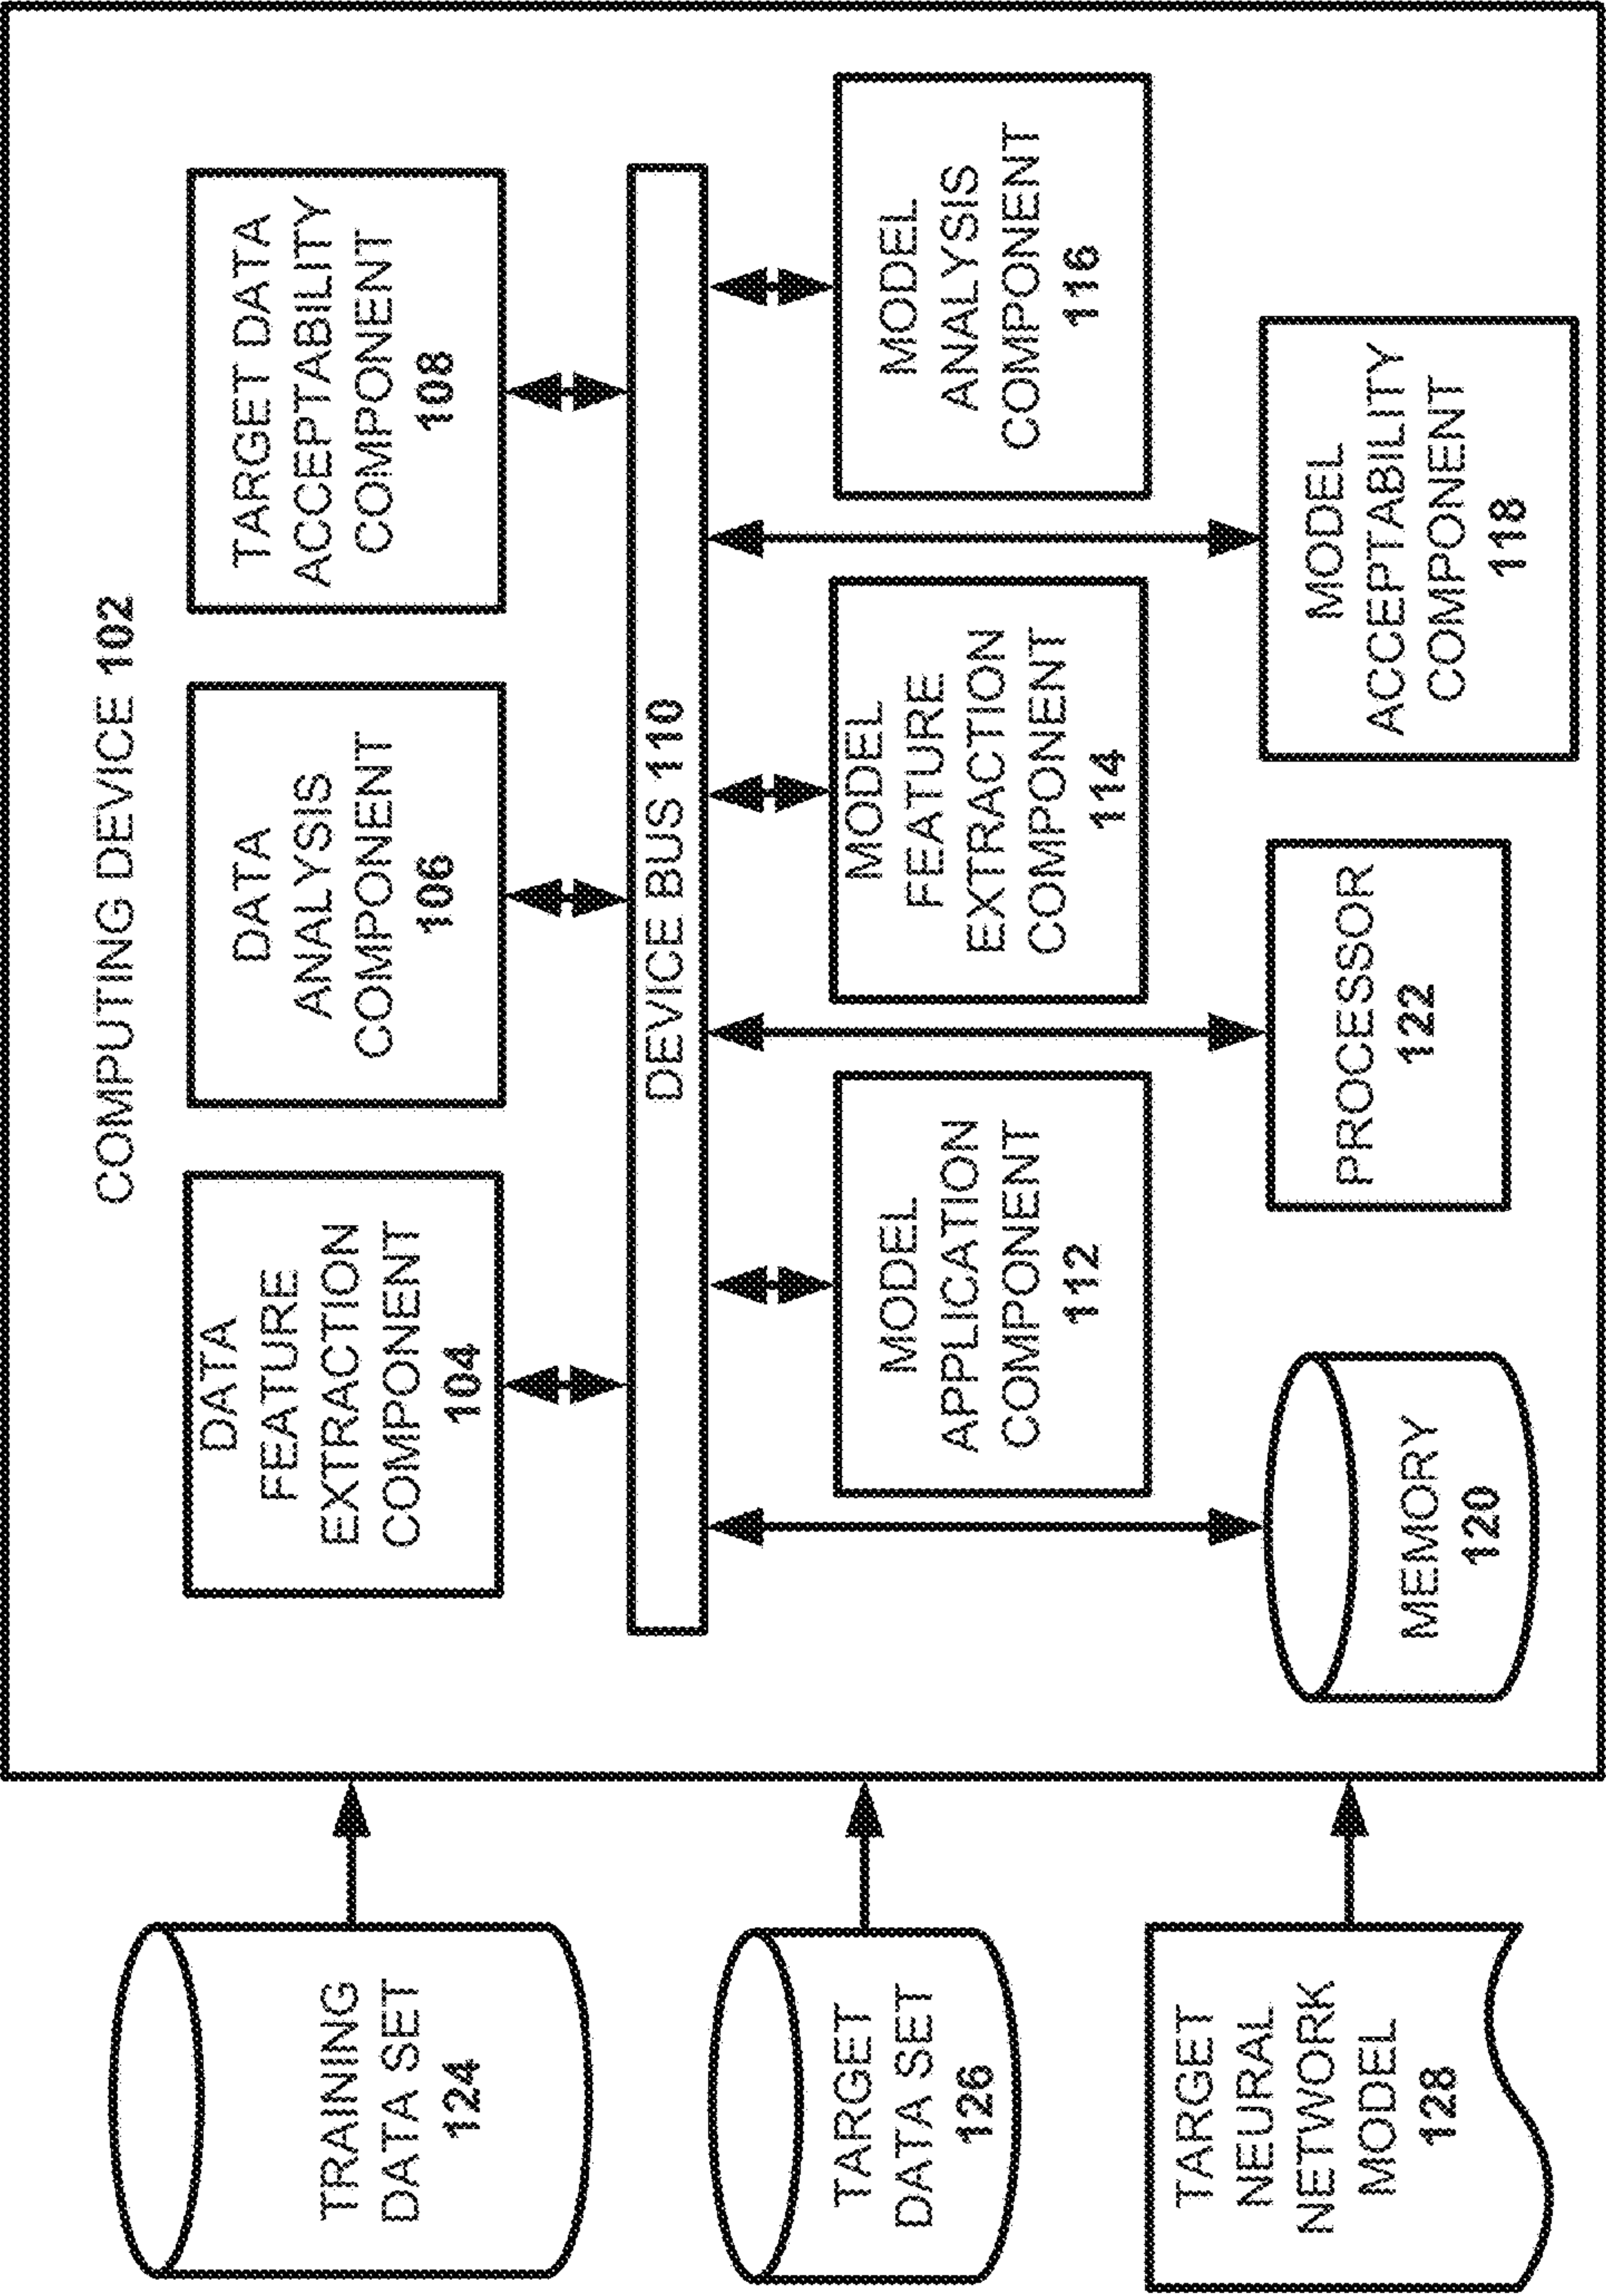 COMPUTING DEVICE 102
TRAINING
DATA SET
124
TARGET
DATA SET
126
TARGET
NEURAL
NETWORK
MODEL
128
DATA
FEATURE
EXTRACTION
COMPONENT
104
DATA
ANALYSIS
COMPONENT
106
TARGET DATA
ACCEPTABILITY
COMPONENT
108
DEVICE BUS 110
MODEL
APPLICATION
COMPONENT
112
MODEL
FEATURE
EXTRACTION
COMPONENT
114
MODEL
ANALYSIS
COMPONENT
116
MEMORY
120
PROCESSOR
122
MODEL
ACCEPTABILITY
COMPONENT
118